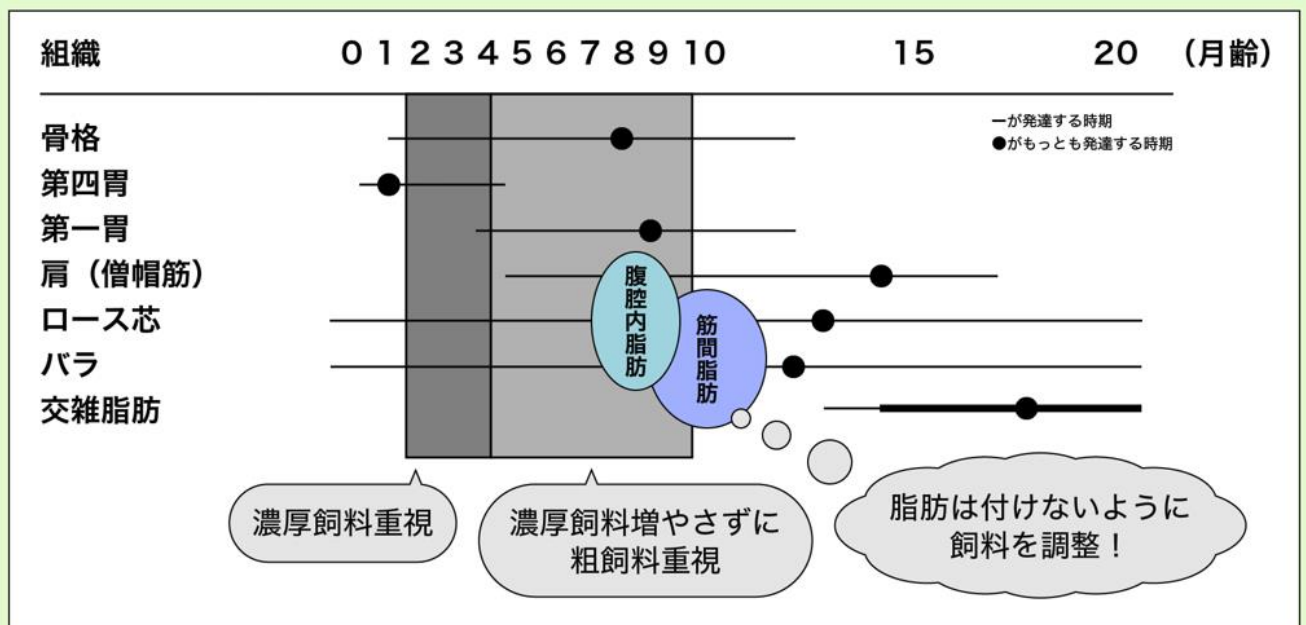 組織 0 1 2 3 4 5 6 7 8 9 10 15 20 （月齢）
ーが発達する時期
●がもっとも発達する時期
骨格
第四胃
第一胃
肩（僧帽筋）
ロース芯
バラ
交雑脂肪
腹腔内脂肪
筋間脂肪
濃厚飼料重視
濃厚飼料増やさずに
粗飼料重視
脂肪は付けないように
飼料を調整！